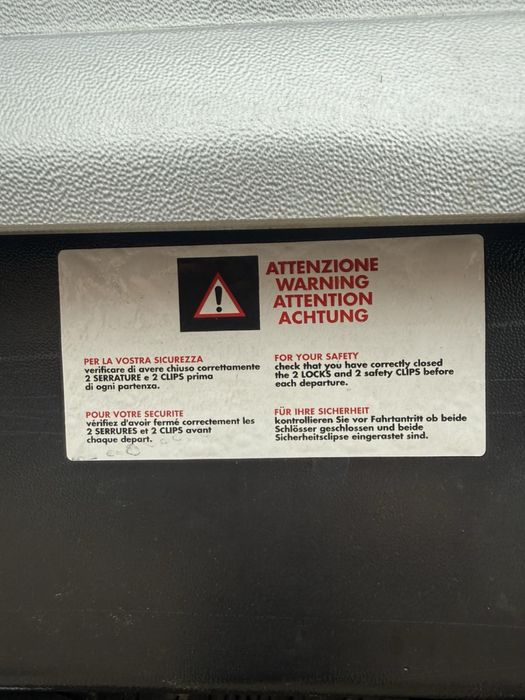 ATTENZIONE
WARNING
ATTENTION
ACHTUNG
PER LA VOSTRA SICUREZZA
verificare di avere chiuso correttamente
2 SERRATURE e 2 CLIPS prima
di ogni partenza.
FOR YOUR SAFETY
check that you have correctly closed
the 2 LOCKS and 2 safety CLIPS before
each departure.
POUR VOTRE SECURITE
vérifiez d'avoir fermé correctement les
2 SERRURES et 2 CLIPS avant
chaque depart.
FÜR IHRE SICHERHEIT
kontrollieren Sie vor Fahrtantritt ob beide
Schlösser geschlossen und beide
Sicherheitsclipse eingerastet sind.